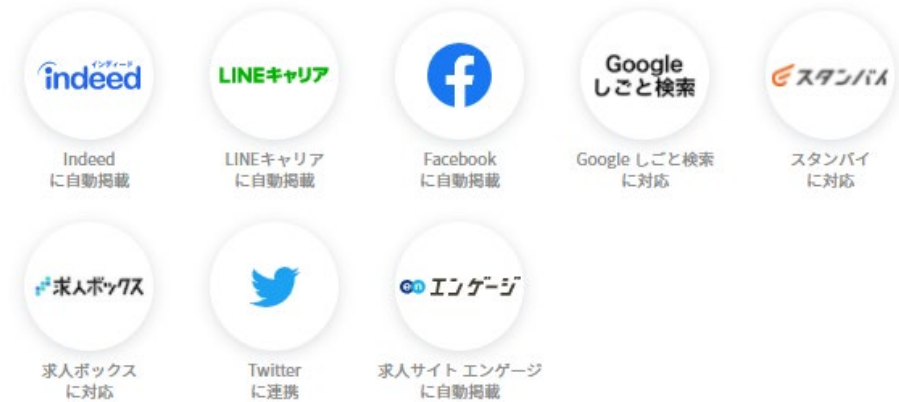 インディード
indeed
LINEキャリア
Google
しごと検索
スタンバイ
Indeed
に自動掲載
LINEキャリア
に自動掲載
Facebook
に自動掲載
Google しごと検索
に対応
スタンバイ
に対応
求人ボックス
en エンゲージ
求人ボックス
に対応
Twitter
に連携
求人サイト エンゲージ
に自動掲載